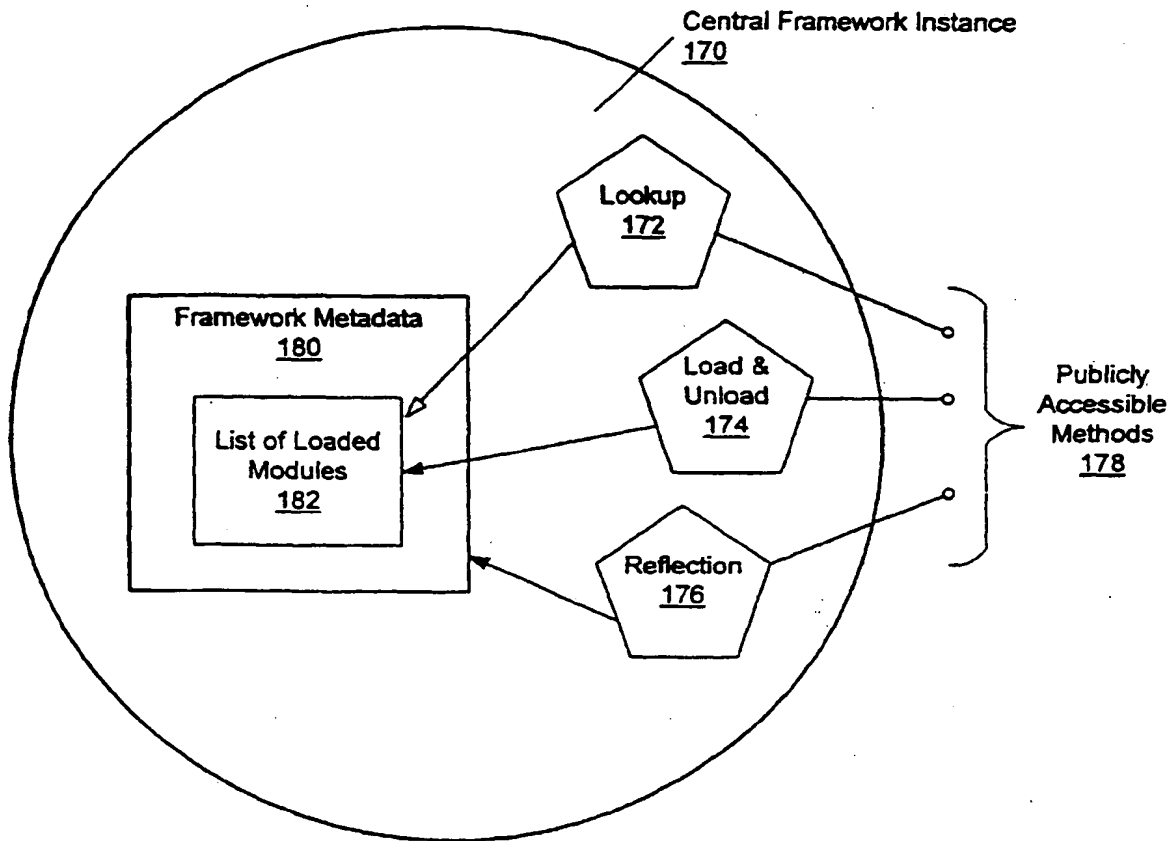 Central Framework Instance
170
Lookup
172
Framework Metadata
180
List of Loaded
Modules
182
Load &
Unload
174
Reflection
176
Publicly
Accessible
Methods
178